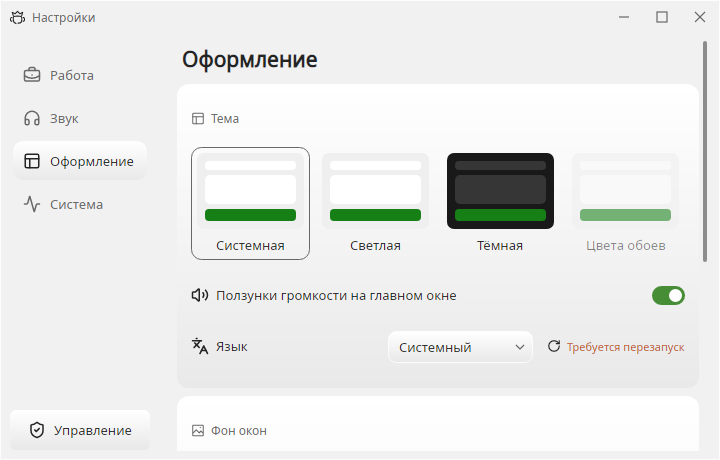 Настройки
Работа
Звук
Оформление
Система
Управление
Оформление
Тема
Системная
Светлая
Тёмная
Цвета обоев
Ползунки громкости на главном окне
Язык
Системный
Требуется перезапуск
Фон окон